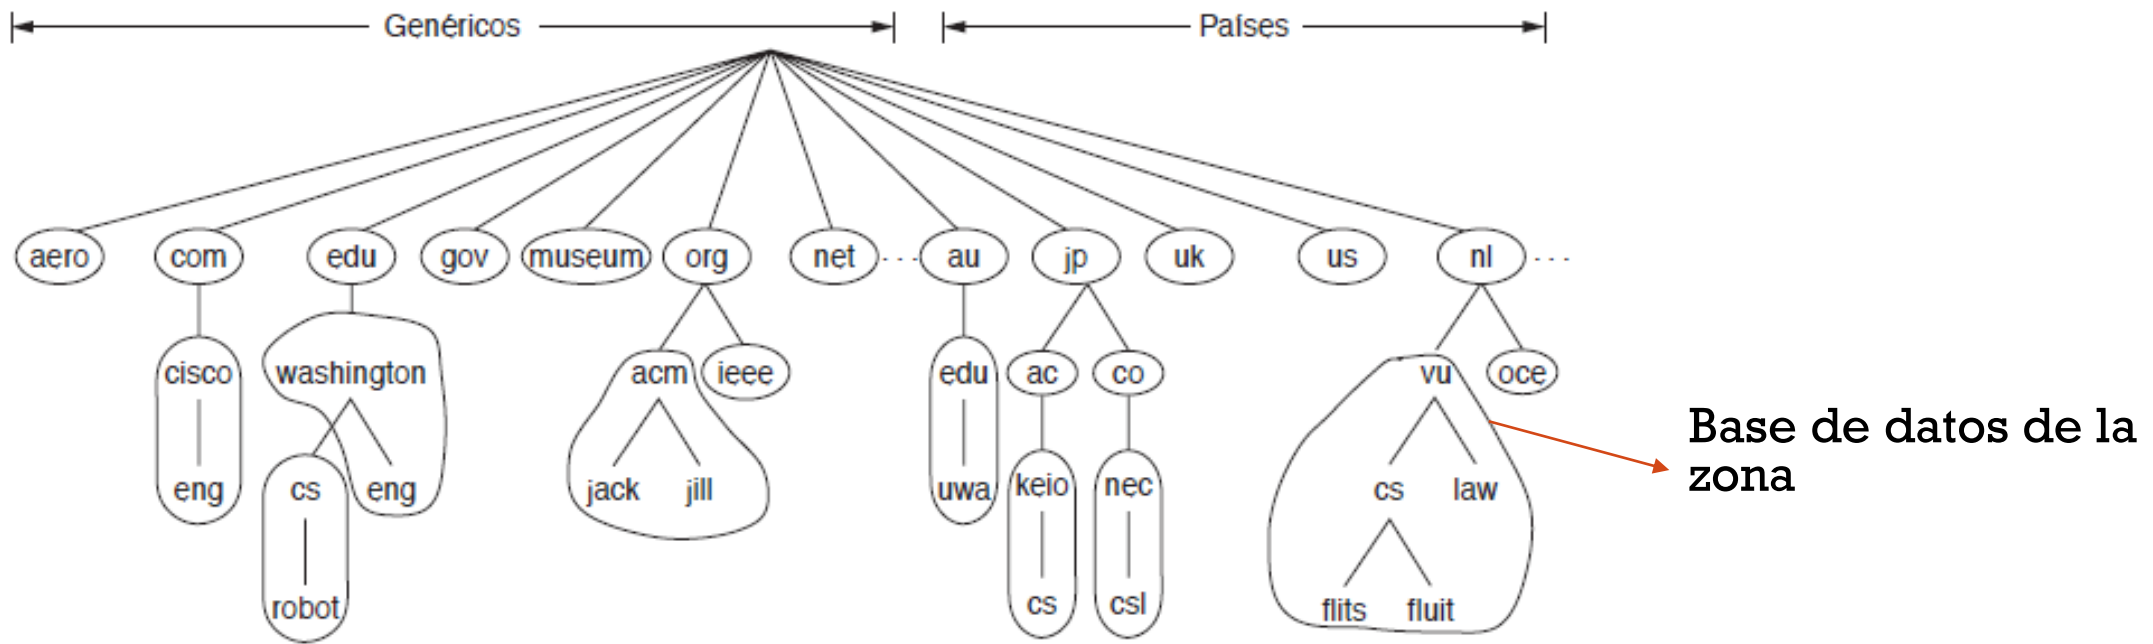 Genéricos
Países
aero com edu gov museum org net ... au jp uk us nl ...
cisco washington acm ieee edu ac co vu oce
Base de datos de la
zona
eng cs eng jack jill uwa keio nec cs law
robot cs csl flits fluit